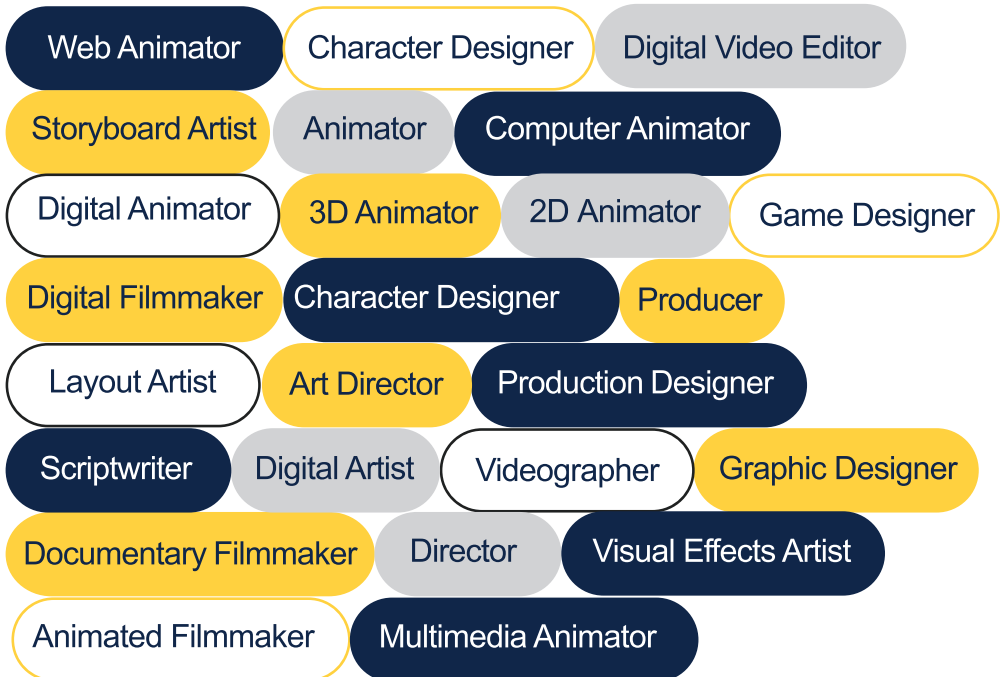 Web Animator Character Designer Digital Video Editor
Storyboard Artist Animator Computer Animator
Digital Animator 3D Animator 2D Animator Game Designer
Digital Filmmaker Character Designer Producer
Layout Artist Art Director Production Designer
Scriptwriter Digital Artist Videographer Graphic Designer
Documentary Filmmaker Director Visual Effects Artist
Animated Filmmaker Multimedia Animator